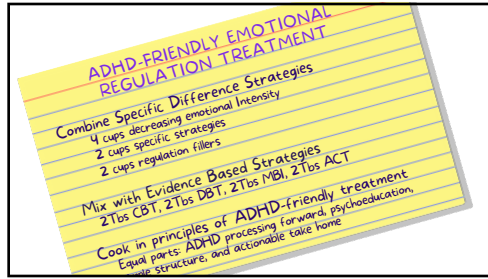 ADHD-FRIENDLY EMOTIONAL
REGULATION TREATMENT
Combine Specific Difference Strategies
4 cups decreasing emotional Intensity
2 cups specific strategies
2 cups regulation fillers
Mix with Evidence Based Strategies
2Tbs CBT, 2Tbs DBT, 2Tbs MBI, 2Tbs ACT
Cook in principles of ADHD-friendly treatment
Equal parts: ADHD processing forward, psychoeducation,
structure, and actionable take home